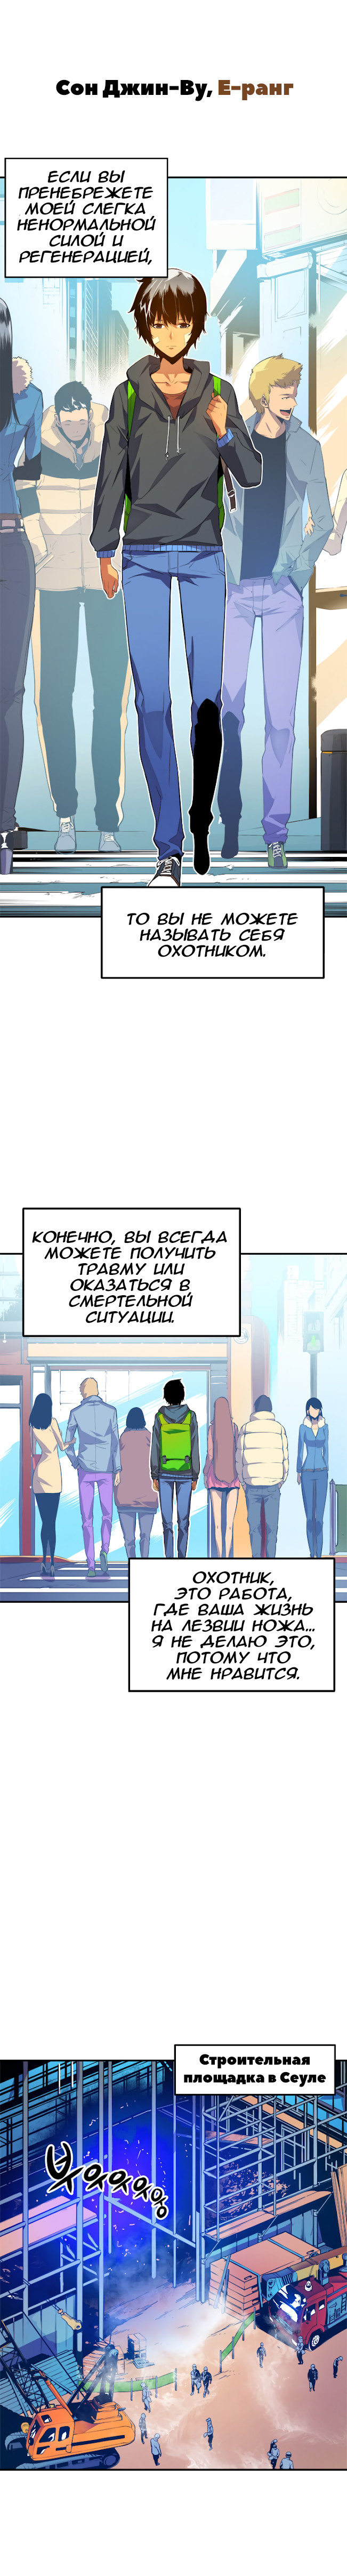 Сон Джин-Ву, Е-ранг
ЕСЛИ ВЫ
ПРЕНЕБРЕЖЕТЕ
МОЕЙ СЛЕГКА
НЕНОРМАЛЬНОЙ
СИЛОЙ И
РЕГЕНЕРАЦИЕЙ,
ТО ВЫ НЕ МОЖЕТЕ
НАЗЫВАТЬ СЕБЯ
ОХОТНИКОМ.
КОНЕЧНО, ВЫ ВСЕГДА
МОЖЕТЕ ПОЛУЧИТЬ
ТРАВМУ ИЛИ
ОКАЗАТЬСЯ В
СМЕРТЕЛЬНОЙ
СИТУАЦИИ.
ОХОТНИК,
ЭТО РАБОТА,
ГДЕ ВАША ЖИЗНЬ
НА ЛЕЗВИИ НОЖА...
Я НЕ ДЕЛАЮ ЭТО,
ПОТОМУ ЧТО
МНЕ НРАВИТСЯ.
Строительная
площадка в Сеуле